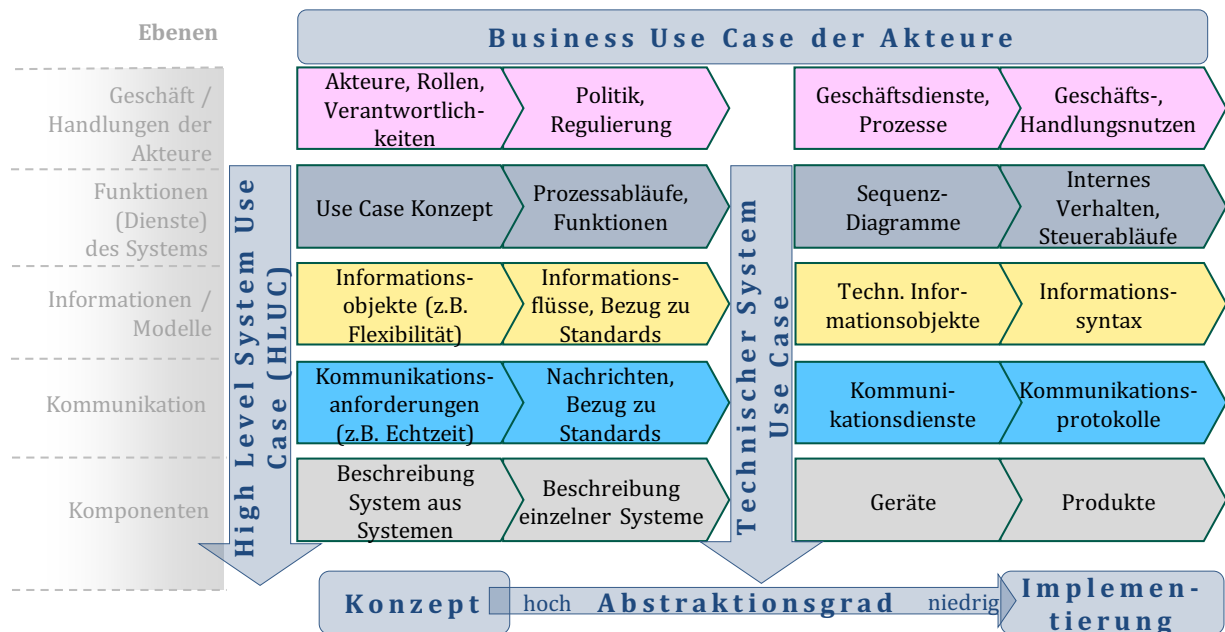 Ebenen
Business Use Case der Akteure
Geschäft /
Handlungen der
Akteure
Akteure, Rollen,
Verantwortlich-
keiten
Politik,
Regulierung
Geschäftsdienste,
Prozesse
Geschäfts-,
Handlungsnutzen
High Level System Use
Case (HLUC)
Technischer System
Use Case
Funktionen
(Dienste)
des Systems
Use Case Konzept
Prozessabläufe,
Funktionen
Sequenz-
Diagramme
Internes
Verhalten,
Steuerabläufe
Informationen /
Modelle
Informations-
objekte (z.B.
Flexibilität)
Informations-
flüsse, Bezug zu
Standards
Techn. Infor-
mationsobjekte
Informations-
syntax
Kommunikation
Kommunikations-
anforderungen
(z.B. Echtzeit)
Nachrichten,
Bezug zu
Standards
Kommuni-
kationsdienste
Kommunikations-
protokolle
Komponenten
Beschreibung
System aus
Systemen
Beschreibung
einzelner Systeme
Geräte
Produkte
Konzept
hoch
Abstraktionsgrad
niedrig
Implemen-
tierung